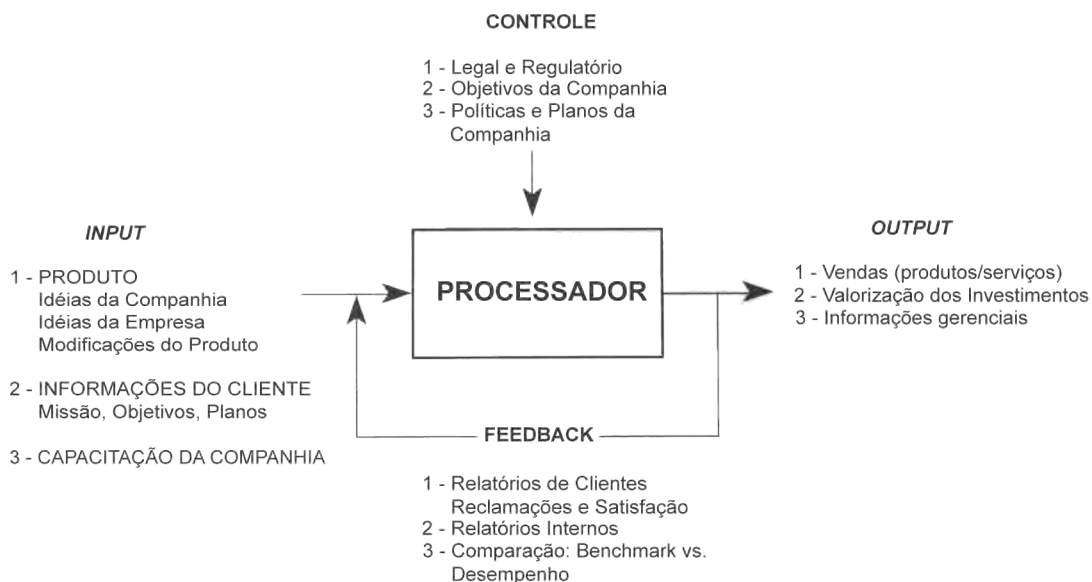 CONTROLE
1 - Legal e Regulatório
2 - Objetivos da Companhia
3 - Políticas e Planos da
Companhia
INPUT
1 - PRODUTO
Idéias da Companhia
Idéias da Empresa
Modificações do Produto
2 - INFORMAÇÕES DO CLIENTE
Missão, Objetivos, Planos
3 - CAPACITAÇÃO DA COMPANHIA
PROCESSADOR
OUTPUT
1 - Vendas (produtos/serviços)
2 - Valorização dos Investimentos
3 - Informações gerenciais
FEEDBACK
1 - Relatórios de Clientes
Reclamações e Satisfação
2 - Relatórios Internos
3 - Comparação: Benchmark vs.
Desempenho